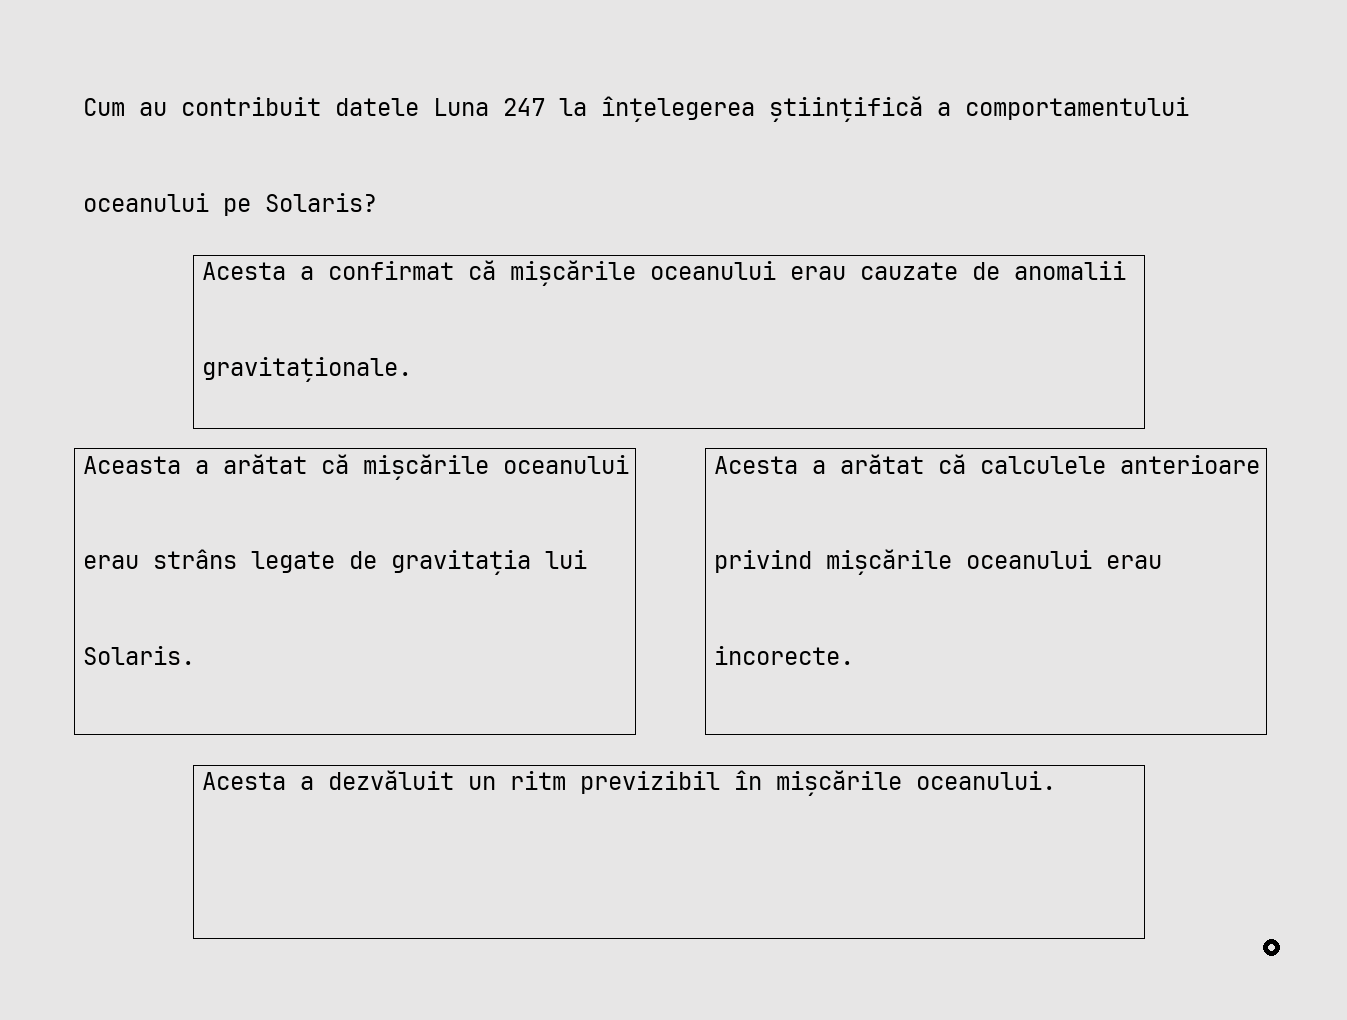 Cum au contribuit datele Luna 247 la înțelegerea științifică a comportamentului
oceanului pe Solaris?
Acesta a confirmat că mișcările oceanului erau cauzate de anomalii
gravitaționale.
Aceasta a arătat că mișcările oceanului
erau strâns legate de gravitația lui
Solaris.
Acesta a arătat că calculele anterioare
privind mișcările oceanului erau
incorecte.
Acesta a dezvăluit un ritm previzibil în mișcările oceanului.